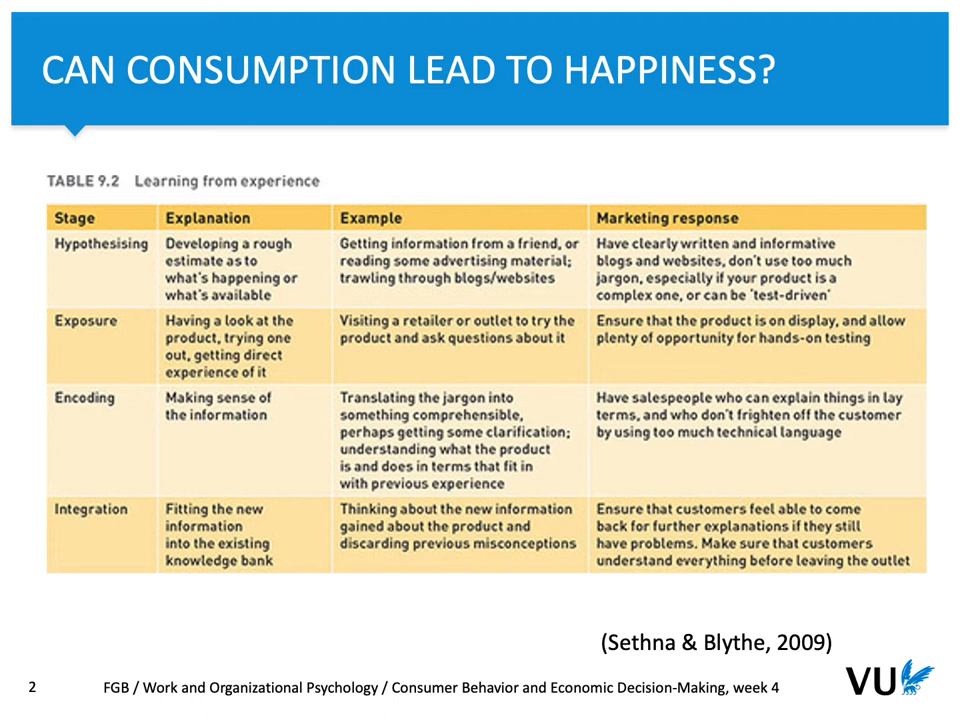 CAN CONSUMPTION LEAD TO HAPPINESS?
TABLE 9.2 Learning from experience
Stage Explanation Example Marketing response
Hypothesising Developing a rough Getting information from a friend, or Have clearly written and informative
estimate as to reading some advertising material; blogs and websites, don't use too much
what's happening or trawling through blogs/websites jargon, especially if your product is a
what's available complex one, or can be 'test-driven'
Exposure Having a look at the Visiting a retailer or outlet to try the Ensure that the product is on display, and allow
product, trying one product and ask questions about it plenty of opportunity for hands-on testing
out, getting direct
experience of it
Encoding Making sense of Translating the jargon into Have salespeople who can explain things in lay
the information something comprehensible, terms, and who don't frighten off the customer
perhaps getting some clarification; by using too much technical language
understanding what the product
is and does in terms that fit in
with previous experience
Integration Fitting the new Thinking about the new information Ensure that customers feel able to come
information gained about the product and back for further explanations if they still
into the existing discarding previous misconceptions have problems. Make sure that customers
knowledge bank understand everything before leaving the outlet
(Sethna & Blythe, 2009)
2 FGB / Work and Organizational Psychology / Consumer Behavior and Economic Decision-Making, week 4
VU